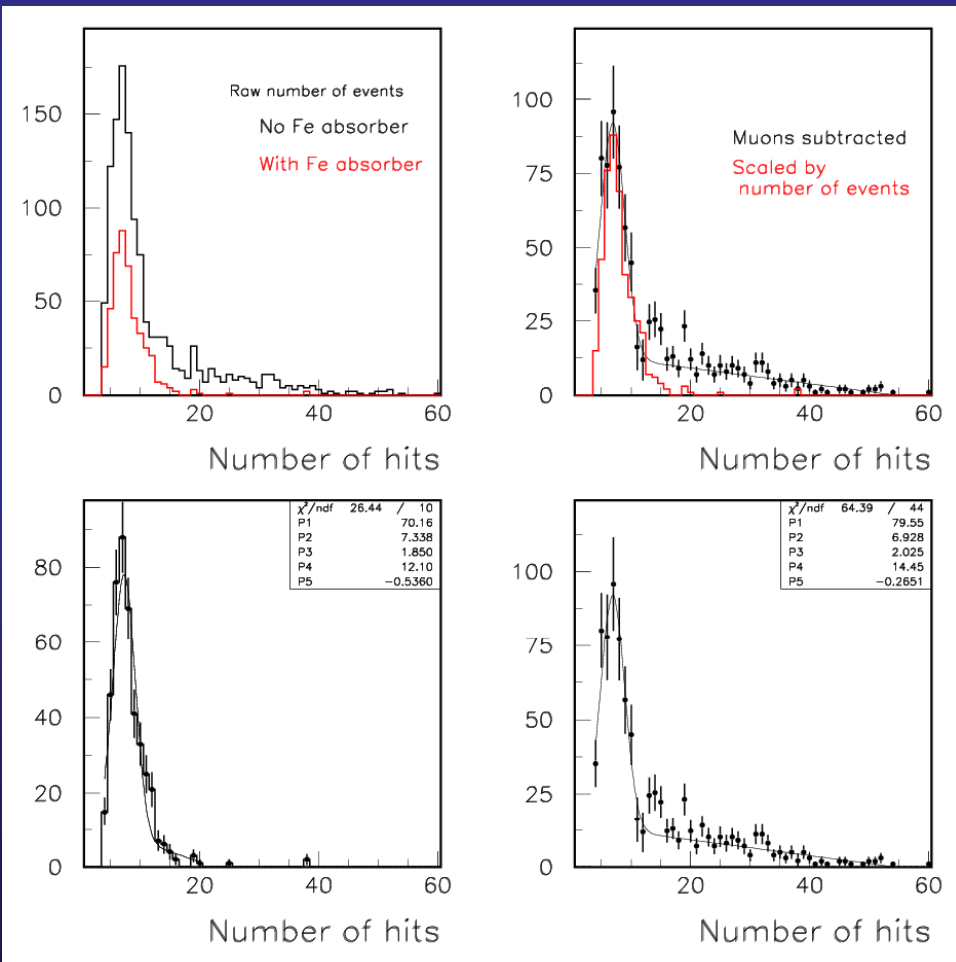 Raw number of events
No Fe absorber
With Fe absorber
150
100
50
0
20
40
60
Number of hits
Muons subtracted
Scaled by
number of events
100
75
50
25
0
20
40
60
Number of hits
χ²/ndf 26.44 / 10
P1 70.16
P2 7.338
P3 1.850
P4 12.10
P5 −0.5360
80
60
40
20
0
20
40
60
Number of hits
χ²/ndf 64.39 / 44
P1 79.55
P2 6.928
P3 2.025
P4 14.45
P5 −0.2651
100
75
50
25
0
20
40
60
Number of hits